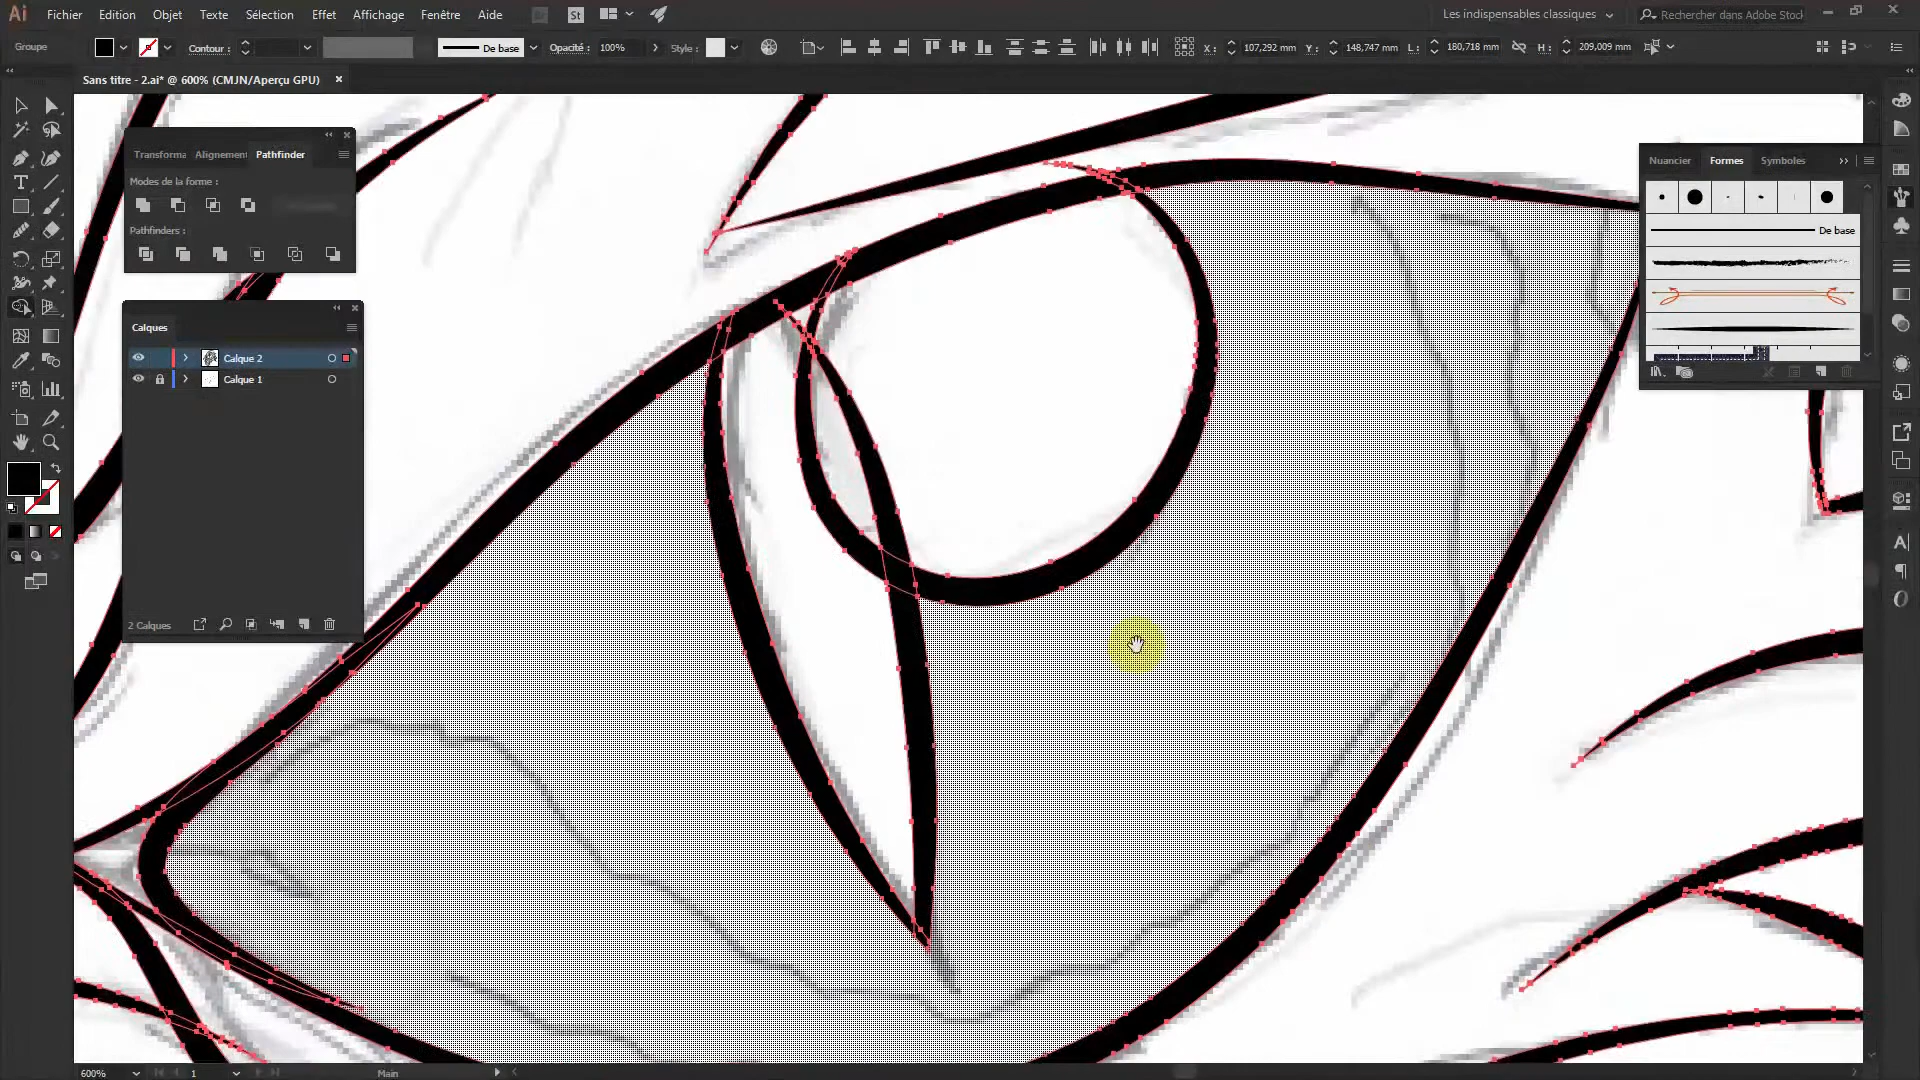 Ai Fichier Edition Objet Texte Sélection Effet Affichage Fenêtre Aide St Les indispensables classiques Rechercher dans Adobe Stock
Groupe Contour : De base Opacité : 100% Style : X : 107,292 mm Y : 148,747 mm L : 180,718 mm H : 209,009 mm
Sans titre - 2.ai* @ 600% (CMJN/Aperçu GPU)
Transforma Alignement Pathfinder
Modes de la forme :
Pathfinders :
Calques
Calque 2
Calque 1
2 Calques
Nuancier Formes Symboles
De base
600% 1 Main